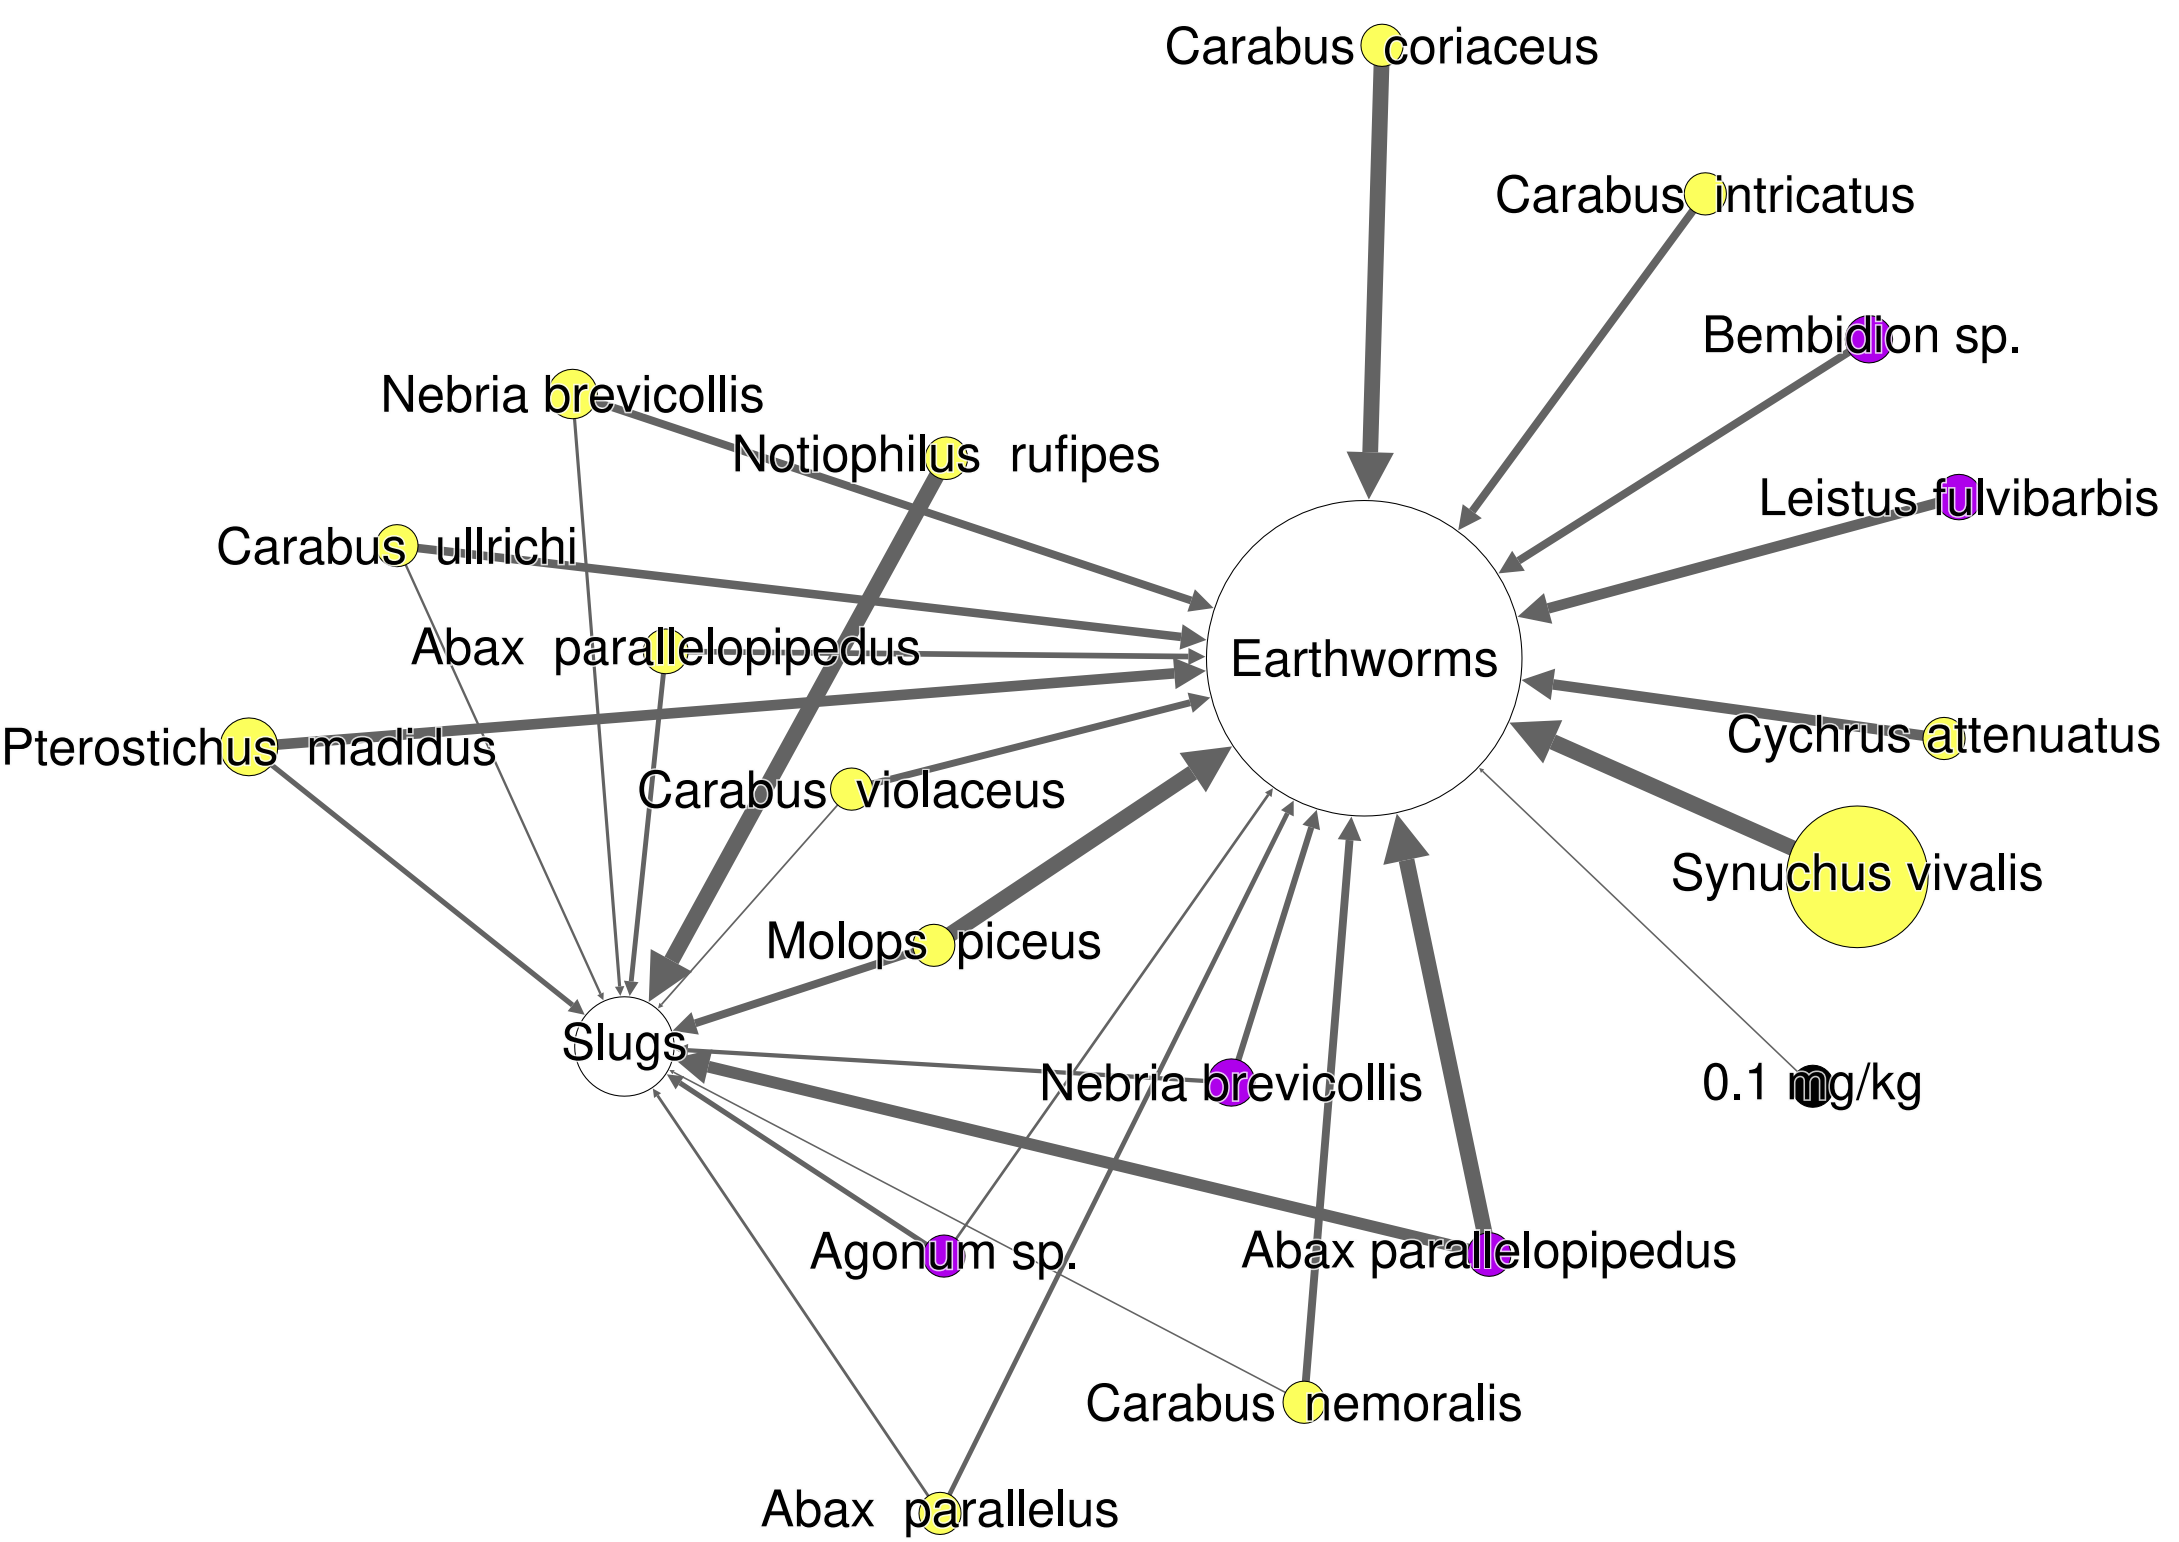 Carabus coriaceus
Carabus intricatus
Bembidion sp.
Nebria brevicollis
Notiophilus rufipes
Leistus fulvibarbis
Carabus ullrichi
Abax parallelopipedus
Earthworms
Pterostichus madidus
Cychrus attenuatus
Carabus violaceus
Synuchus vivalis
Molops piceus
Slugs
Nebria brevicollis
0.1 mg/kg
Agonum sp.
Abax parallelopipedus
Carabus nemoralis
Abax parallelus